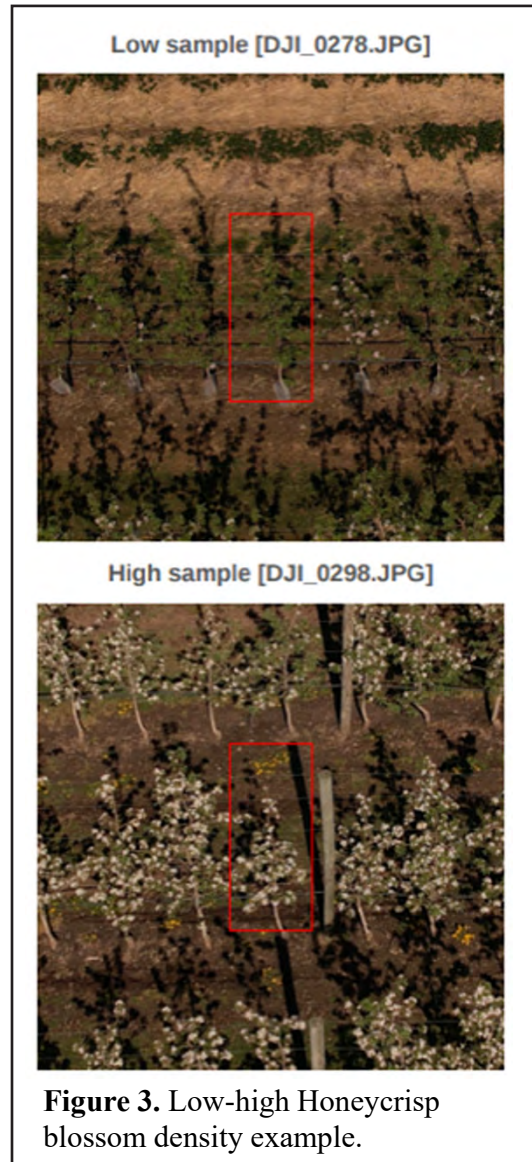 Low sample [DJI_0278.JPG]
High sample [DJI_0298.JPG]
Figure 3. Low-high Honeycrisp
blossom density example.